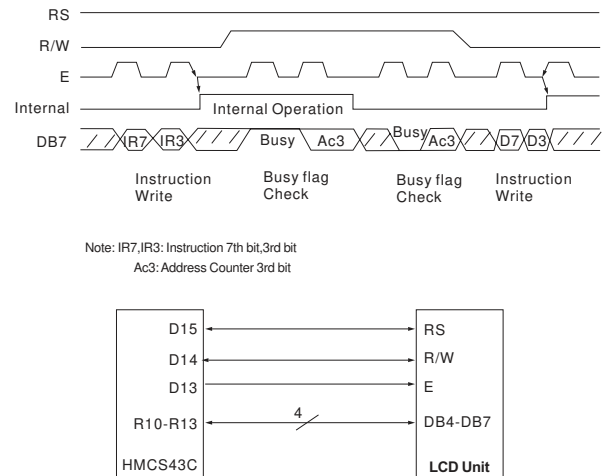 RS
R/W
E
Internal Internal Operation
DB7 IR7 IR3 Busy Ac3 Busy Ac3 D7 D3
Instruction Write Busy flag Check Busy flag Check Instruction Write
Note: IR7,IR3: Instruction 7th bit,3rd bit
Ac3: Address Counter 3rd bit
D15 RS
D14 R/W
D13 E
R10-R13 4 DB4-DB7
HMCS43C LCD Unit